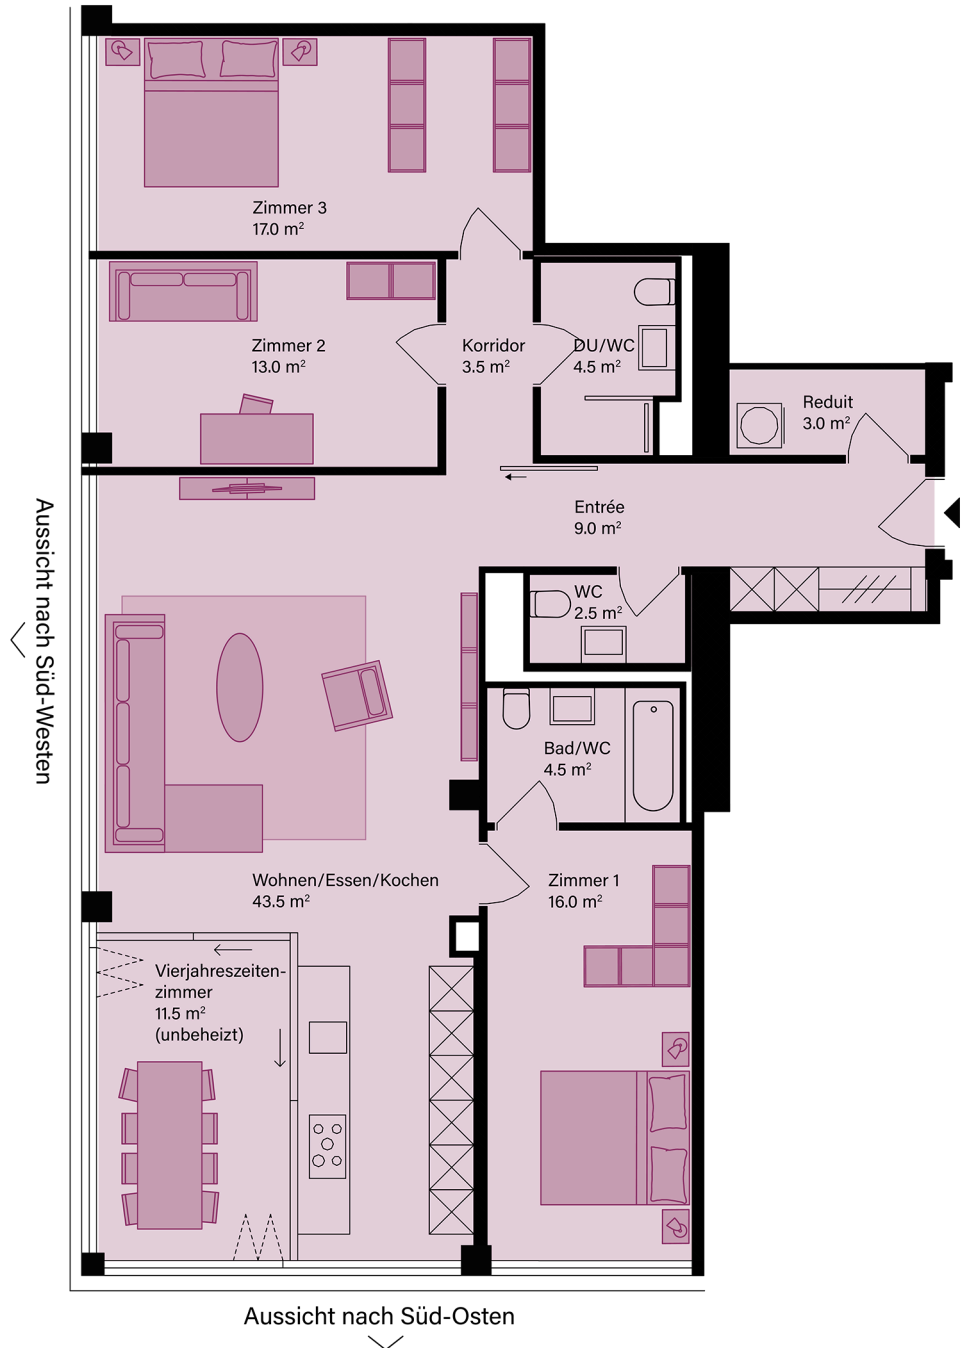 Zimmer 3
17.0 m²
Zimmer 2
13.0 m²
Korridor
3.5 m²
DU/WC
4.5 m²
Reduit
3.0 m²
Entrée
9.0 m²
WC
2.5 m²
Bad/WC
4.5 m²
Wohnen/Essen/Kochen
43.5 m²
Zimmer 1
16.0 m²
Vierjahreszeiten-
zimmer
11.5 m²
(unbeheizt)
Aussicht nach Süd-Westen
Aussicht nach Süd-Osten